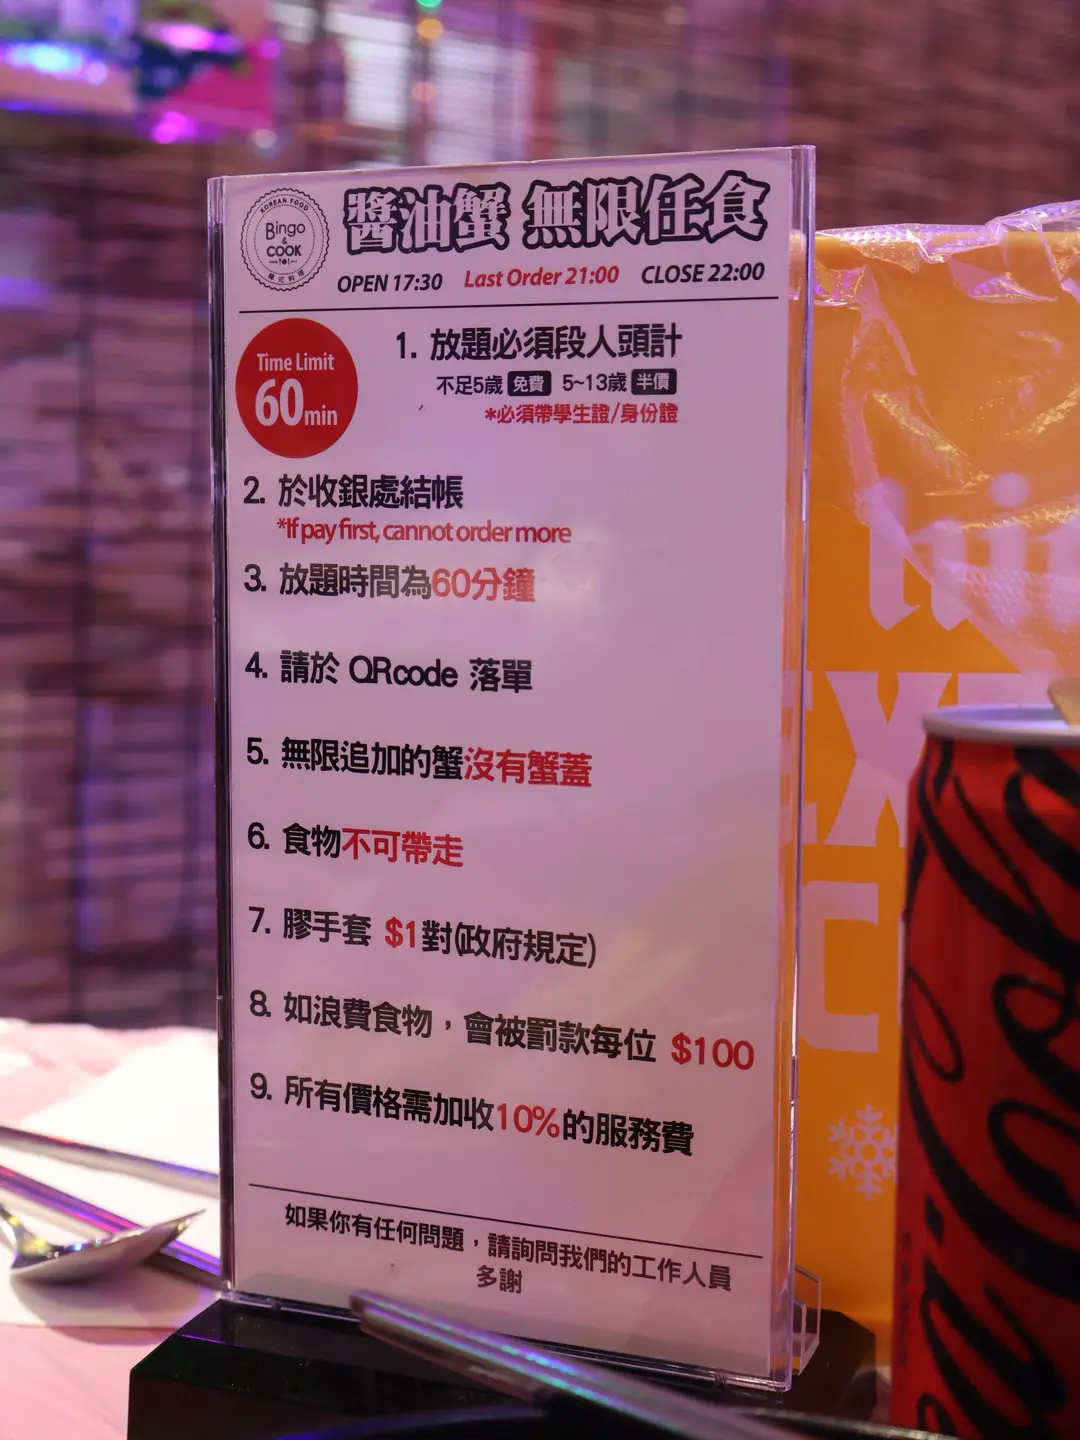 KOREAN FOOD
Bingo
&
COOK
韓式料理
醬油蟹 無限任食
OPEN 17:30 Last Order 21:00 CLOSE 22:00
Time Limit
60min
1. 放題必須段人頭計
不足5歲 免費 5~13歲 半價
*必須帶學生證/身份證
2. 於收銀處結帳
*If pay first, cannot order more
3. 放題時間為60分鐘
4. 請於 QRcode 落單
5. 無限追加的蟹沒有蟹蓋
6. 食物不可帶走
7. 膠手套 $1對(政府規定)
8. 如浪費食物，會被罰款每位 $100
9. 所有價格需加收10%的服務費
如果你有任何問題，請詢問我們的工作人員
多謝